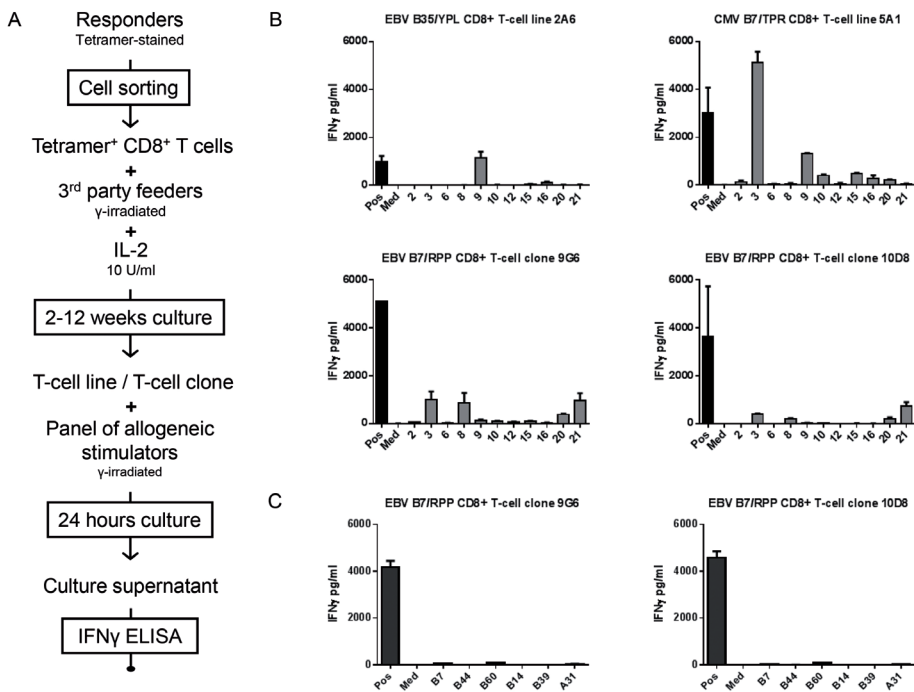 A
Responders
Tetramer-stained
Cell sorting
Tetramer⁺ CD8⁺ T cells
+
3rd party feeders
γ-irradiated
+
IL-2
10 U/ml
2-12 weeks culture
T-cell line / T-cell clone
+
Panel of allogeneic
stimulators
γ-irradiated
24 hours culture
Culture supernatant
IFNγ ELISA
B
EBV B35/YPL CD8+ T-cell line 2A6
IFNγ pg/ml
6000
4000
2000
0
Pos Med 2 3 6 8 9 10 12 15 16 20 21
CMV B7/TPR CD8+ T-cell line 5A1
IFNγ pg/ml
6000
4000
2000
0
Pos Med 2 3 6 8 9 10 12 15 16 20 21
EBV B7/RPP CD8+ T-cell clone 9G6
IFNγ pg/ml
6000
4000
2000
0
Pos Med 2 3 6 8 9 10 12 15 16 20 21
EBV B7/RPP CD8+ T-cell clone 10D8
IFNγ pg/ml
6000
4000
2000
0
Pos Med 2 3 6 8 9 10 12 15 16 20 21
C
EBV B7/RPP CD8+ T-cell clone 9G6
IFNγ pg/ml
6000
4000
2000
0
Pos Med B7 B44 B60 B14 B39 A31
EBV B7/RPP CD8+ T-cell clone 10D8
IFNγ pg/ml
6000
4000
2000
0
Pos Med B7 B44 B60 B14 B39 A31